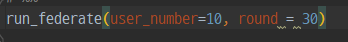 run_federate(user_number=10, round = 30)